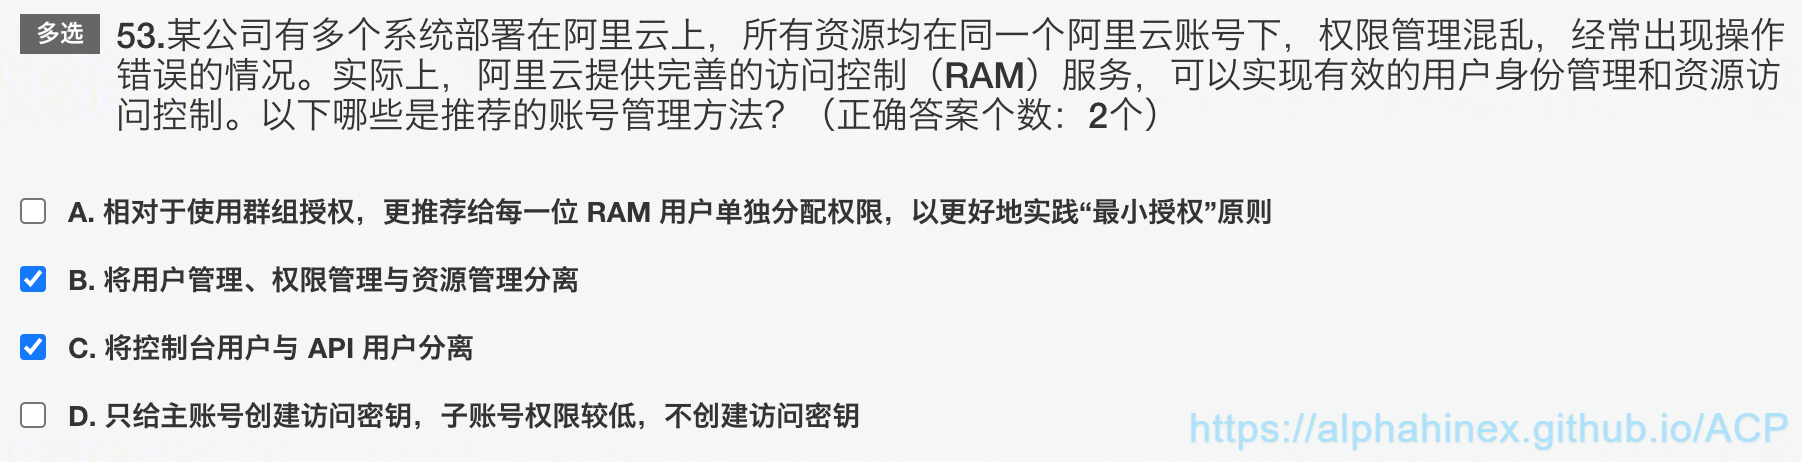 多选
53.某公司有多个系统部署在阿里云上，所有资源均在同一个阿里云账号下，权限管理混乱，经常出现操作
错误的情况。实际上，阿里云提供完善的访问控制（RAM）服务，可以实现有效的用户身份管理和资源访
问控制。以下哪些是推荐的账号管理方法？（正确答案个数：2个）
A. 相对于使用群组授权，更推荐给每一位 RAM 用户单独分配权限，以更好地实践“最小授权”原则
B. 将用户管理、权限管理与资源管理分离
C. 将控制台用户与 API 用户分离
D. 只给主账号创建访问密钥，子账号权限较低，不创建访问密钥
https://alphahinex.github.io/ACP